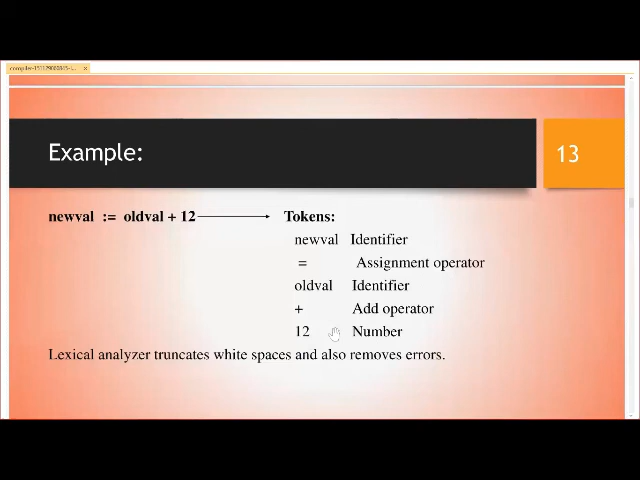 Example:
13
newval := oldval + 12
Tokens:
newval Identifier
= Assignment operator
oldval Identifier
+ Add operator
12 Number
Lexical analyzer truncates white spaces and also removes errors.